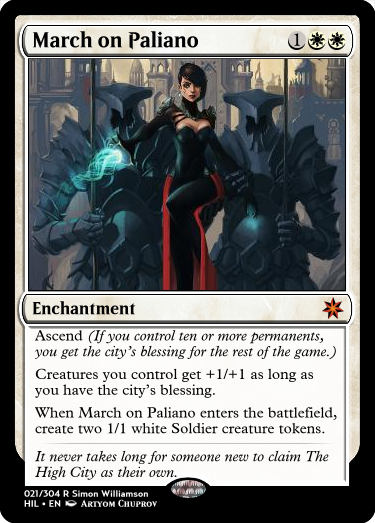 March on Paliano 1
Enchantment
Ascend (If you control ten or more permanents,
you get the city's blessing for the rest of the game.)
Creatures you control get +1/+1 as long as
you have the city's blessing.
When March on Paliano enters the battlefield,
create two 1/1 white Soldier creature tokens.
It never takes long for someone new to claim The
High City as their own.
021/304 R Simon Williamson
HIL • EN Artyom Chuprov